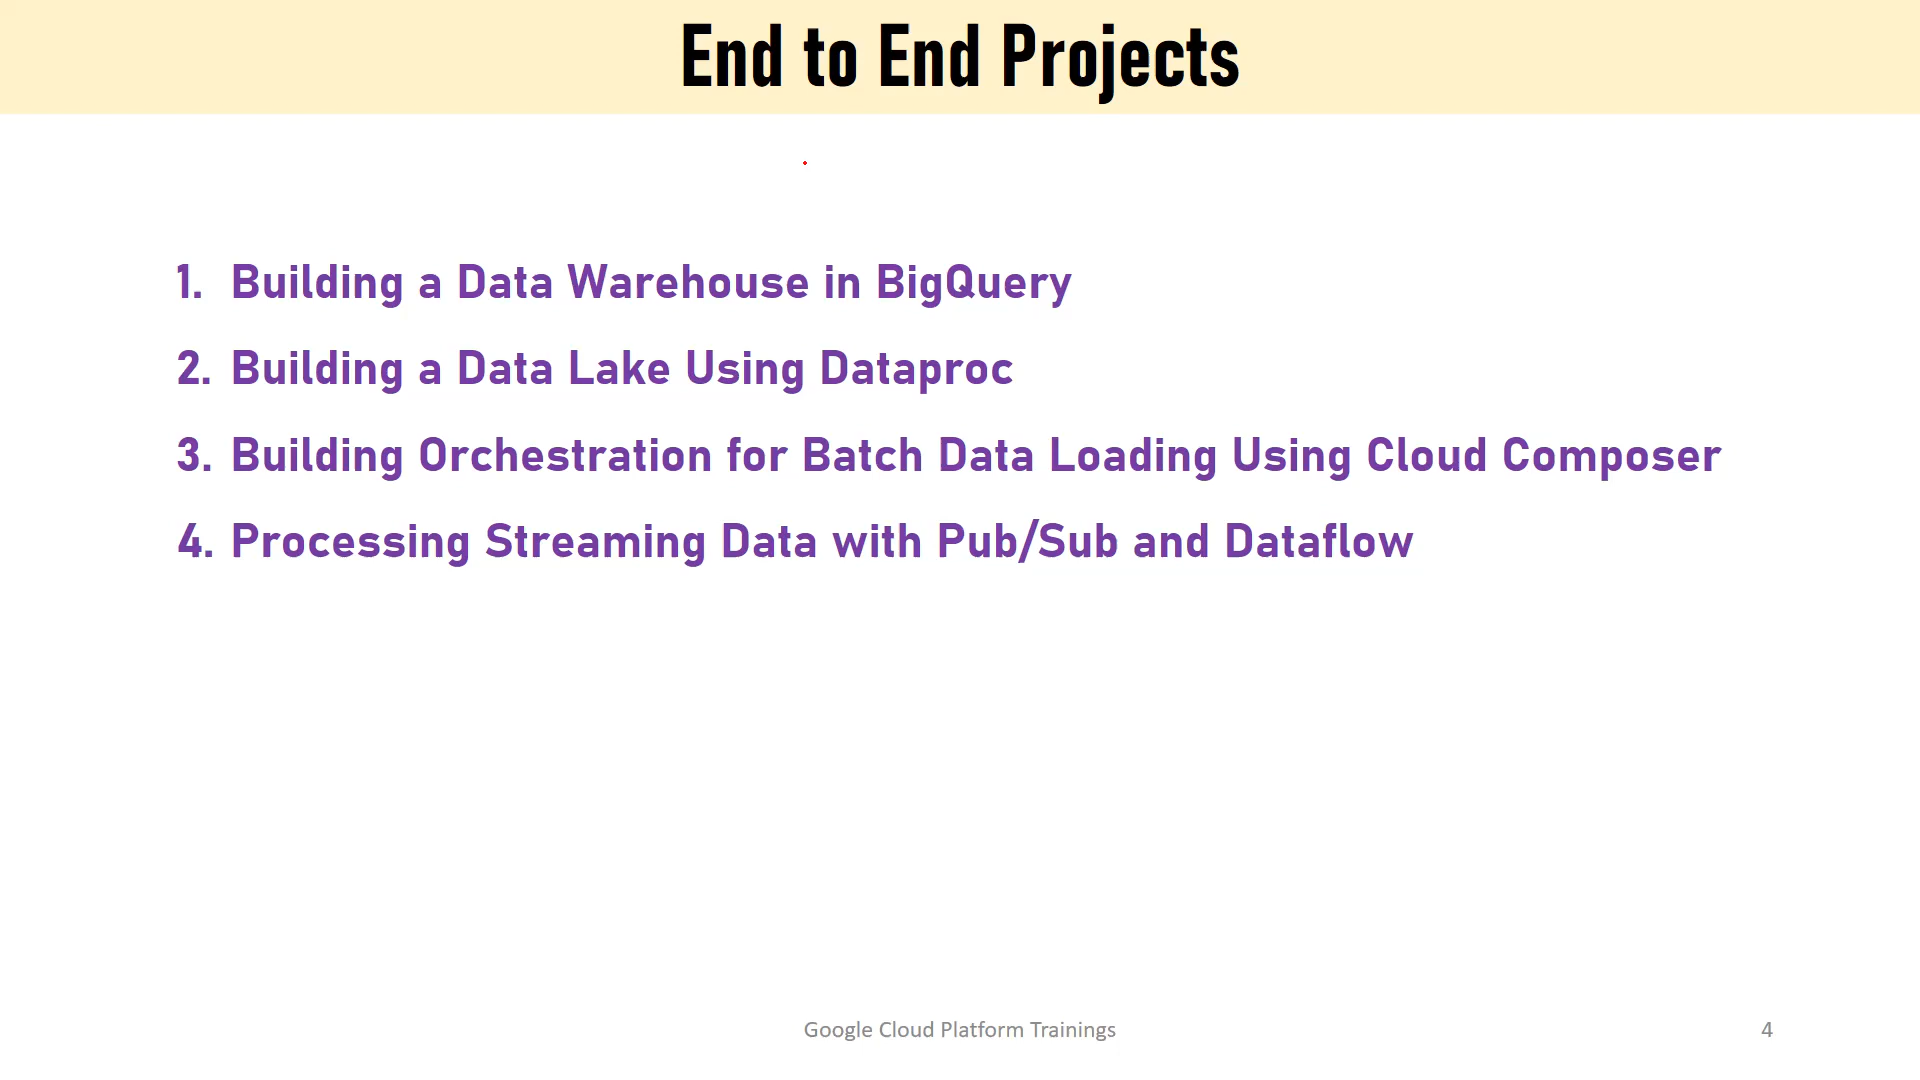 End to End Projects
1. Building a Data Warehouse in BigQuery
2. Building a Data Lake Using Dataproc
3. Building Orchestration for Batch Data Loading Using Cloud Composer
4. Processing Streaming Data with Pub/Sub and Dataflow
Google Cloud Platform Trainings
4